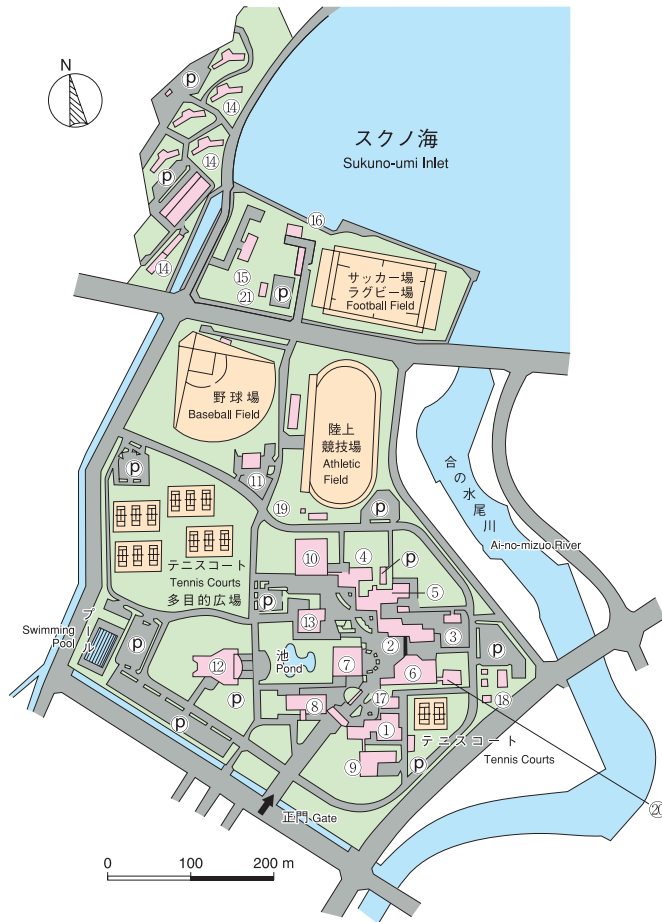 N
p
⑭
⑭
p
⑭
スクノ海
Sukuno-umi Inlet
⑯
⑮
㉑
p
サッカー場
ラグビー場
Football Field
野球場
Baseball Field
陸上
競技場
Athletic
Field
合の水尾川
Ai-no-mizuo River
p
⑪
⑲
p
テニスコート
Tennis Courts
多目的広場
⑩
④
p
⑤
p
⑬
③
②
プール
Swimming
Pool
p
⑫
池
Pond
⑦
⑥
p
⑱
p
⑧
⑰
①
p
テニスコート
Tennis Courts
⑨
p
⑳
正門 Gate
0
100
200 m